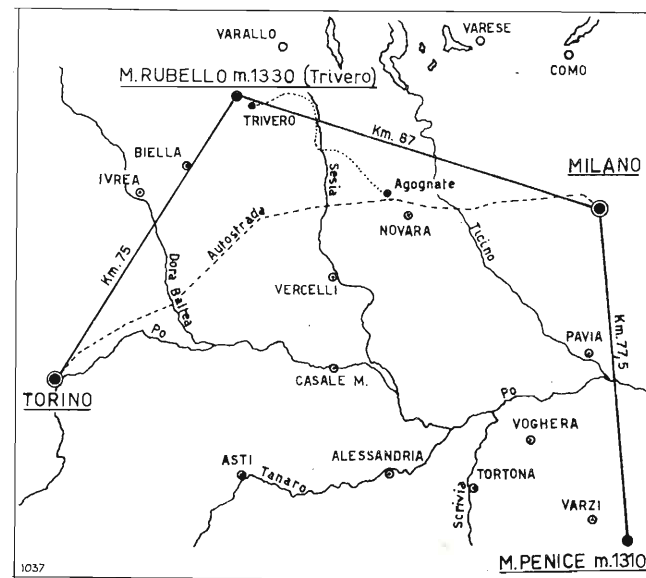 VARALLO
VARESE
COMO
M. RUBELLO m.1330 (Trivero)
TRIVERO
Km. 87
BIELLA
IVREA
Sesia
Agognate
MILANO
NOVARA
Autostrada
Ticino
Km. 75
Dora Baltea
VERCELLI
Po
PAVIA
Km. 77,5
TORINO
CASALE M.
Po
VOGHERA
ASTI
Tanaro
ALESSANDRIA
TORTONA
Scrivia
VARZI
M. PENICE m.1310
1037